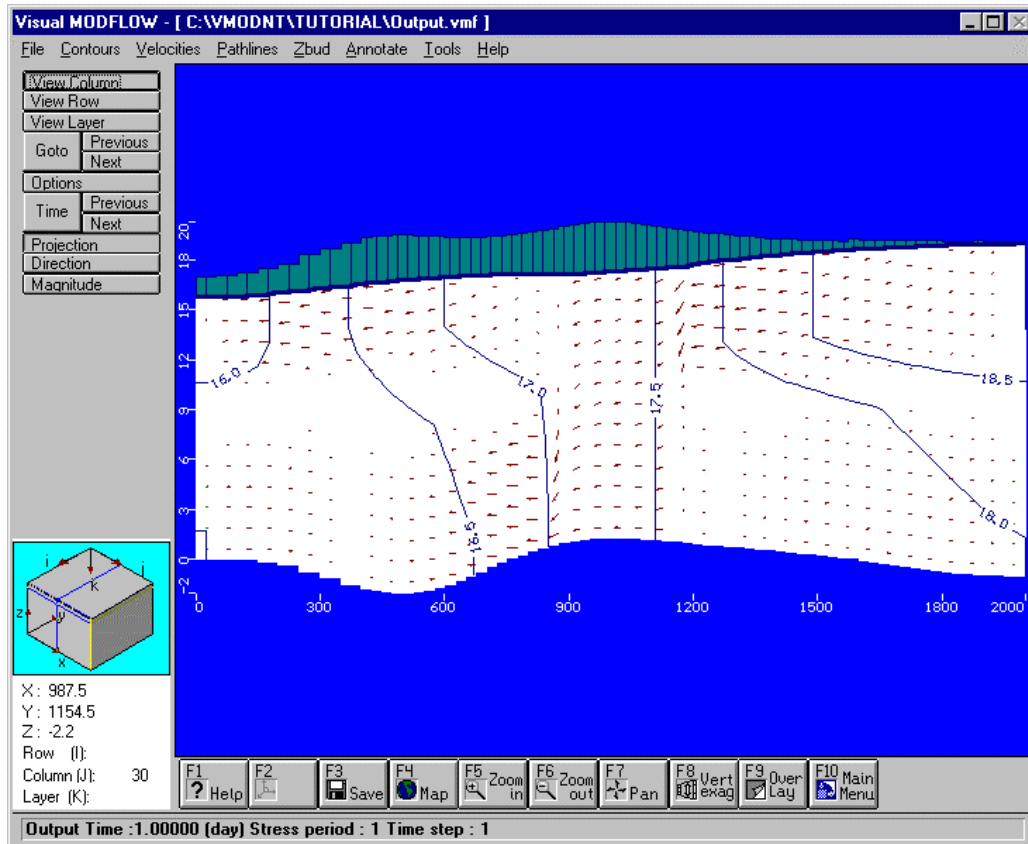 Visual MODFLOW - [ C:\VMODNT\TUTORIAL\Output.vmf ]
File Contours Velocities Pathlines Zbud Annotate Tools Help
View Column
View Row
View Layer
Goto
Previous
Next
Options
Time
Previous
Next
Projection
Direction
Magnitude
20
18
15
12
9
6
3
0
-2
16.0
17.0
16.5
17.5
18.5
18.0
0 300 600 900 1200 1500 1800 2000
i
j
k
z
y
x
X : 987.5
Y : 1154.5
Z : -2.2
Row (I):
Column (J): 30
Layer (K):
F1 ? Help
F2
F3 Save
F4 Map
F5 Zoom in
F6 Zoom out
F7 Pan
F8 Vert exag
F9 Over Lay
F10 Main Menu
Output Time :1.00000 (day) Stress period : 1 Time step : 1